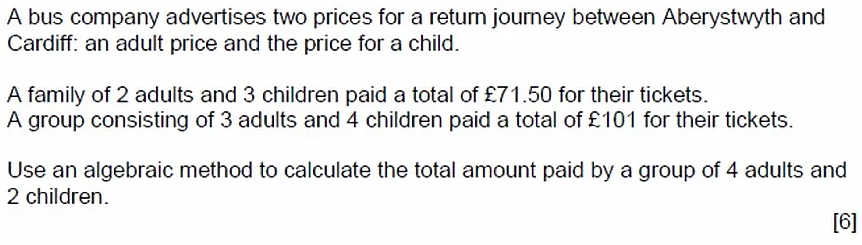 A bus company advertises two prices for a return journey between Aberystwyth and
Cardiff: an adult price and the price for a child.
A family of 2 adults and 3 children paid a total of £71.50 for their tickets.
A group consisting of 3 adults and 4 children paid a total of £101 for their tickets.
Use an algebraic method to calculate the total amount paid by a group of 4 adults and
2 children.
[6]